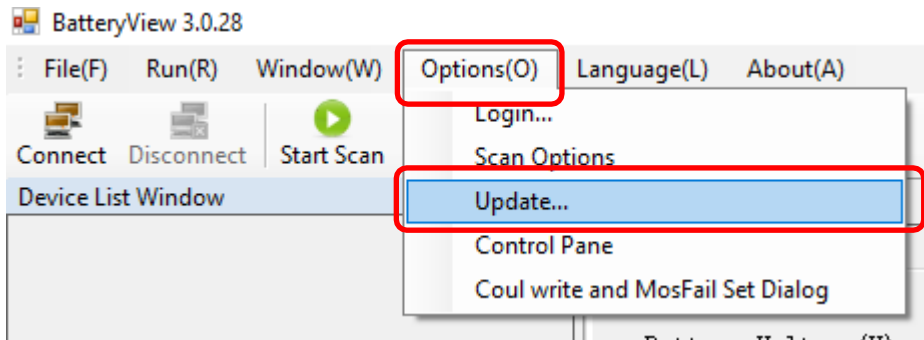 BatteryView 3.0.28
File(F) Run(R) Window(W) Options(O) Language(L) About(A)
Connect Disconnect Start Scan
Login...
Scan Options
Device List Window
Update...
Control Pane
Coul write and MosFail Set Dialog